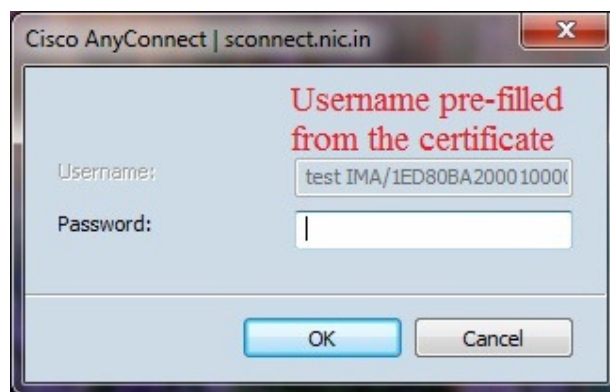 Cisco AnyConnect | sconnect.nic.in
Username pre-filled
from the certificate
Username:
test IMA/1ED80BA20001000
Password:
OK
Cancel